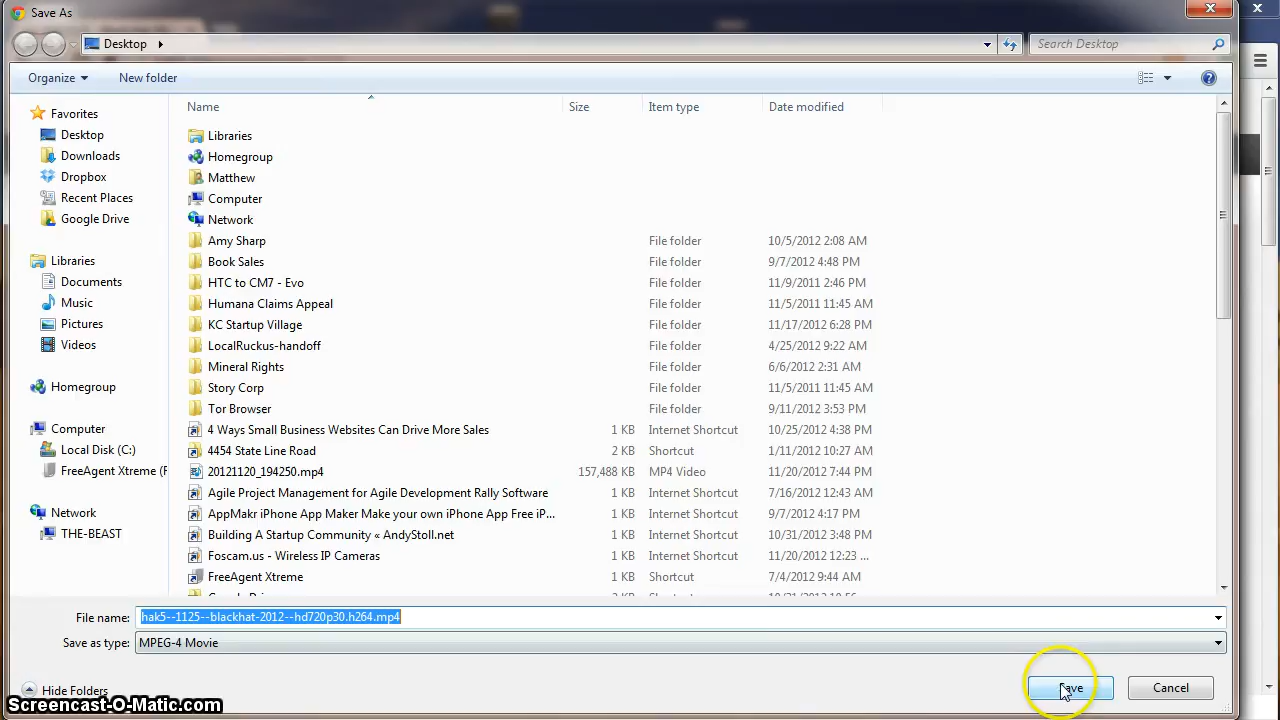 Save As
Desktop
Search Desktop
Organize New folder
Name Size Item type Date modified
Favorites
Desktop
Downloads
Dropbox
Recent Places
Google Drive
Libraries
Documents
Music
Pictures
Videos
Homegroup
Computer
Local Disk (C:)
FreeAgent Xtreme (F
Network
THE-BEAST
Libraries
Homegroup
Matthew
Computer
Network
Amy Sharp File folder 10/5/2012 2:08 AM
Book Sales File folder 9/7/2012 4:48 PM
HTC to CM7 - Evo File folder 11/9/2011 2:46 PM
Humana Claims Appeal File folder 11/5/2011 11:45 AM
KC Startup Village File folder 11/17/2012 6:28 PM
LocalRuckus-handoff File folder 4/25/2012 9:22 AM
Mineral Rights File folder 6/6/2012 2:31 AM
Story Corp File folder 11/5/2011 11:45 AM
Tor Browser File folder 9/11/2012 3:53 PM
4 Ways Small Business Websites Can Drive More Sales 1 KB Internet Shortcut 10/25/2012 4:38 PM
4454 State Line Road 2 KB Shortcut 1/11/2012 10:27 AM
20121120_194250.mp4 157,488 KB MP4 Video 11/20/2012 7:44 PM
Agile Project Management for Agile Development Rally Software 1 KB Internet Shortcut 7/16/2012 12:43 AM
AppMakr iPhone App Maker Make your own iPhone App Free iP... 1 KB Internet Shortcut 9/7/2012 4:17 PM
Building A Startup Community « AndyStoll.net 1 KB Internet Shortcut 10/31/2012 3:48 PM
Foscam.us - Wireless IP Cameras 1 KB Internet Shortcut 11/20/2012 12:23 ...
FreeAgent Xtreme 1 KB Shortcut 7/4/2012 9:44 AM
File name: hak5--1125--blackhat-2012--hd720p30.h264.mp4
Save as type: MPEG-4 Movie
Hide Folders Save Cancel
Screencast-O-Matic.com